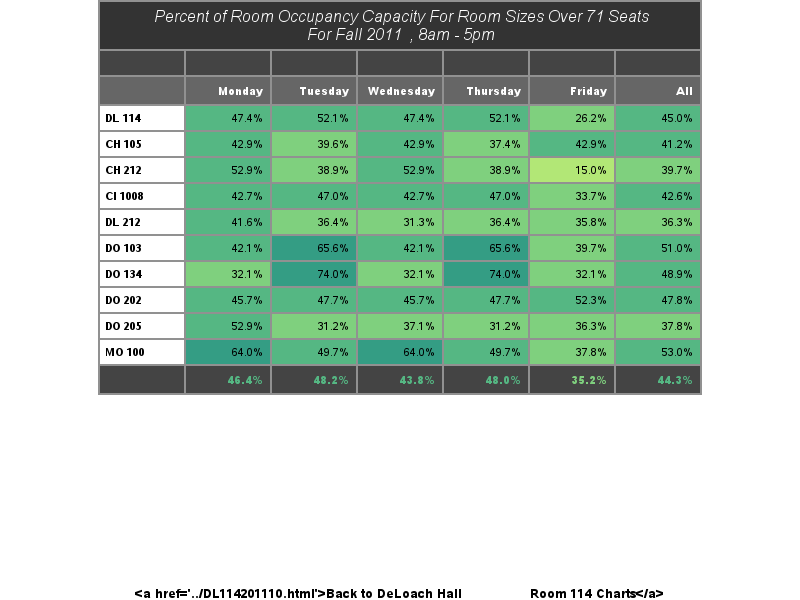 Percent of Room Occupancy Capacity For Room Sizes Over 71 Seats
For Fall 2011 , 8am - 5pm
Monday Tuesday Wednesday Thursday Friday All
DL 114 47.4% 52.1% 47.4% 52.1% 26.2% 45.0%
CH 105 42.9% 39.6% 42.9% 37.4% 42.9% 41.2%
CH 212 52.9% 38.9% 52.9% 38.9% 15.0% 39.7%
CI 1008 42.7% 47.0% 42.7% 47.0% 33.7% 42.6%
DL 212 41.6% 36.4% 31.3% 36.4% 35.8% 36.3%
DO 103 42.1% 65.6% 42.1% 65.6% 39.7% 51.0%
DO 134 32.1% 74.0% 32.1% 74.0% 32.1% 48.9%
DO 202 45.7% 47.7% 45.7% 47.7% 52.3% 47.8%
DO 205 52.9% 31.2% 37.1% 31.2% 36.3% 37.8%
MO 100 64.0% 49.7% 64.0% 49.7% 37.8% 53.0%
46.4% 48.2% 43.8% 48.0% 35.2% 44.3%
<a href='../DL114201110.html'>Back to DeLoach Hall Room 114 Charts</a>